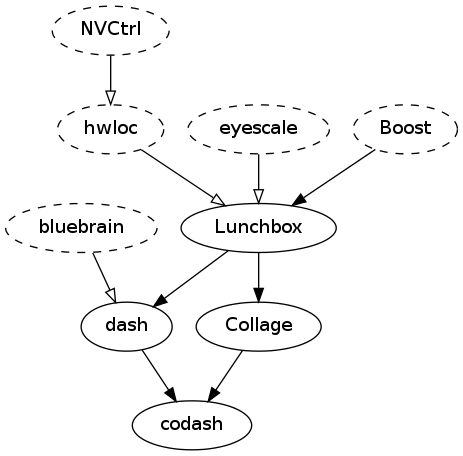 NVCtrl
hwloc
eyescale
Boost
bluebrain
Lunchbox
dash
Collage
codash